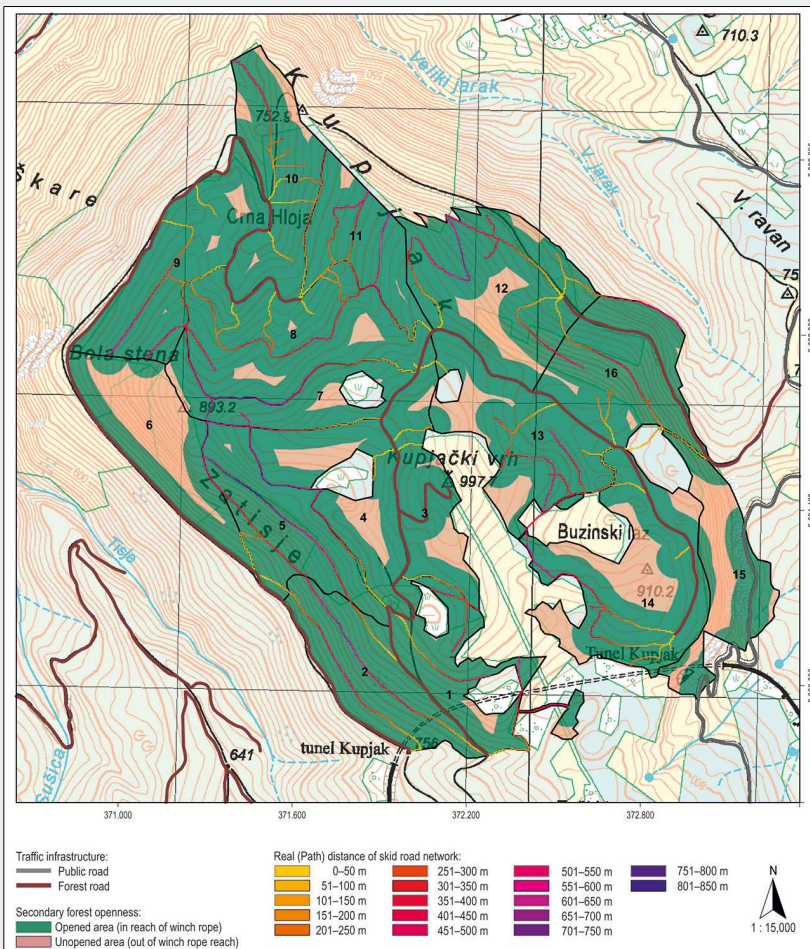 710.3
Veliki jarak
K u p j a k
752.9
V. jarak
Škare
V. ravan
10
Crna Hloja
11
9
75
12
8
Bela stena
16
7
893.2
6
13
Kupjački vrh
997.7
Zatisje
4
3
5
Buzinski laz
Tisje
910.2
15
14
Tunel Kupjak
2
1
756
tunel Kupjak
641
Sušica
371.000 371.600 372.200 372.800
Traffic infrastructure:
Public road
Forest road
Secondary forest openness:
Opened area (in reach of winch rope)
Unopened area (out of winch rope reach)
Real (Path) distance of skid road network:
0–50 m
51–100 m
101–150 m
151–200 m
201–250 m
251–300 m
301–350 m
351–400 m
401–450 m
451–500 m
501–550 m
551–600 m
601–650 m
651–700 m
701–750 m
751–800 m
801–850 m
N
1 : 15,000